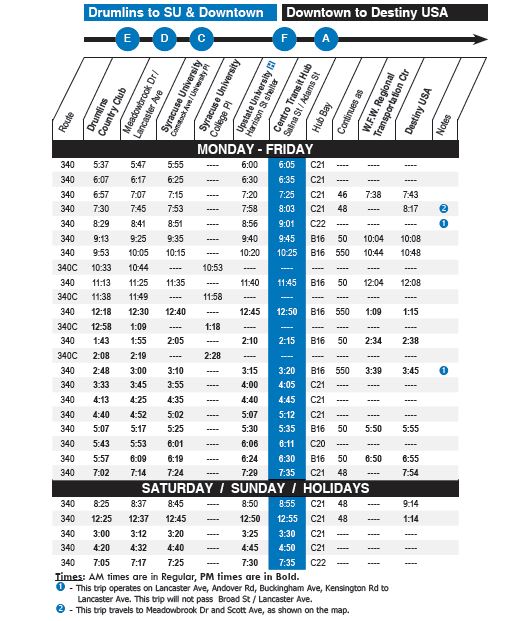 Drumlins to SU & Downtown Downtown to Destiny USA
E D C F A
Route
Drumlins Country Club
Meadowbrook Dr / Lancaster Ave
Syracuse University Comstock Ave / University Pl
Syracuse University College Pl
Upstate University H Harrison St shelter
Centro Transit Hub Salina St / Adams St
Hub Bay
Continues as
W.F.W. Regional Transportation Ctr
Destiny USA
Notes
MONDAY - FRIDAY
340 5:37 5:47 5:55 ---- 6:00 6:05 C21 ---- ---- ----
340 6:07 6:17 6:25 ---- 6:30 6:35 C21 ---- ---- ----
340 6:57 7:07 7:15 ---- 7:20 7:25 C21 46 7:38 7:43
340 7:30 7:45 7:53 ---- 7:58 8:03 C21 48 ---- 8:17 2
340 8:29 8:41 8:51 ---- 8:56 9:01 C22 ---- ---- ---- 1
340 9:13 9:25 9:35 ---- 9:40 9:45 B16 50 10:04 10:08
340 9:53 10:05 10:15 ---- 10:20 10:25 B16 550 10:44 10:48
340C 10:33 10:44 ---- 10:53 ---- ---- ---- ---- ---- ----
340 11:13 11:25 11:35 ---- 11:40 11:45 B16 50 12:04 12:08
340C 11:38 11:49 ---- 11:58 ---- ---- ---- ---- ---- ----
340 12:18 12:30 12:40 ---- 12:45 12:50 B16 550 1:09 1:15
340C 12:58 1:09 ---- 1:18 ---- ---- ---- ---- ---- ----
340 1:43 1:55 2:05 ---- 2:10 2:15 B16 50 2:34 2:38
340C 2:08 2:19 ---- 2:28 ---- ---- ---- ---- ---- ----
340 2:48 3:00 3:10 ---- 3:15 3:20 B16 550 3:39 3:45 1
340 3:33 3:45 3:55 ---- 4:00 4:05 C21 ---- ---- ----
340 4:13 4:25 4:35 ---- 4:40 4:45 C21 ---- ---- ----
340 4:40 4:52 5:02 ---- 5:07 5:12 C21 ---- ---- ----
340 5:07 5:17 5:25 ---- 5:30 5:35 B16 50 5:50 5:55
340 5:43 5:53 6:01 ---- 6:06 6:11 C20 ---- ---- ----
340 5:57 6:09 6:19 ---- 6:24 6:30 B16 50 6:50 6:55
340 7:02 7:14 7:24 ---- 7:29 7:35 C21 48 ---- 7:54
SATURDAY / SUNDAY / HOLIDAYS
340 8:25 8:37 8:45 ---- 8:50 8:55 C21 48 ---- 9:14
340 12:25 12:37 12:45 ---- 12:50 12:55 C21 48 ---- 1:14
340 3:00 3:12 3:20 ---- 3:25 3:30 C21 ---- ---- ----
340 4:20 4:32 4:40 ---- 4:45 4:50 C21 ---- ---- ----
340 7:05 7:17 7:25 ---- 7:30 7:35 C22 ---- ---- ----
Times: AM times are in Regular, PM times are in Bold.
1 - This trip operates on Lancaster Ave, Andover Rd, Buckingham Ave, Kensington Rd to
Lancaster Ave. This trip will not pass Broad St / Lancaster Ave.
2 - This trip travels to Meadowbrook Dr and Scott Ave, as shown on the map.